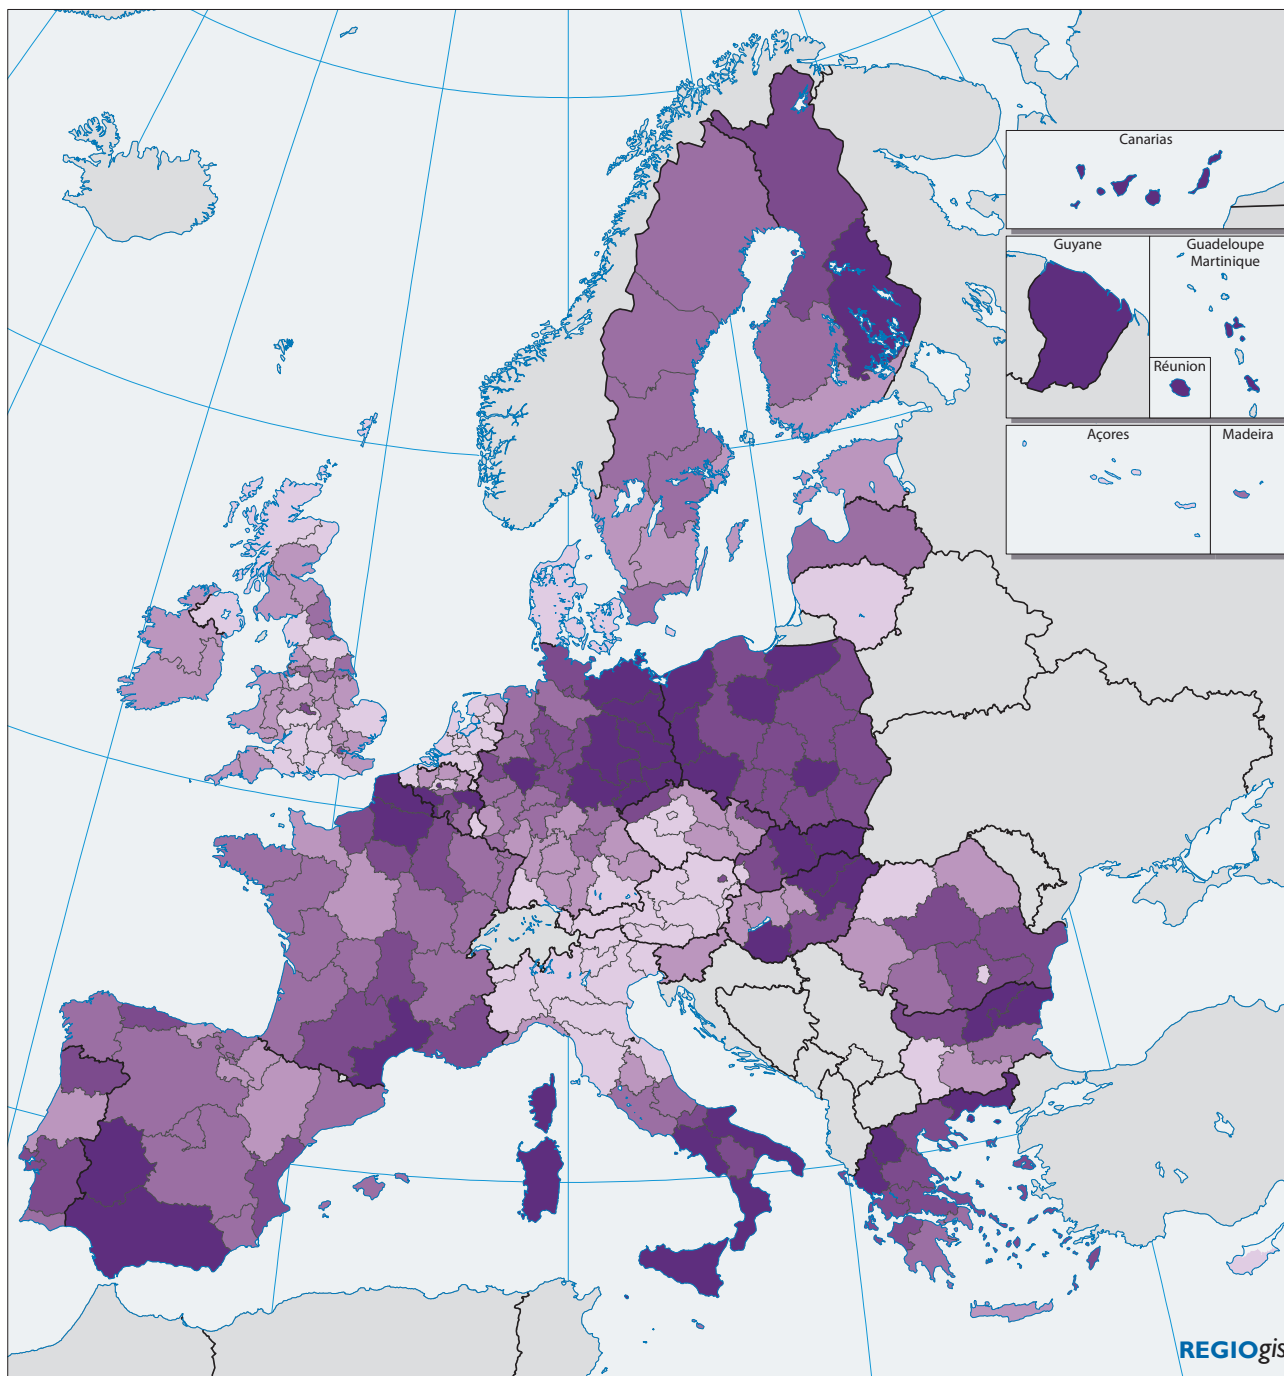 Canarias
Guyane
Guadeloupe
Martinique
Réunion
Açores
Madeira
REGIOgis